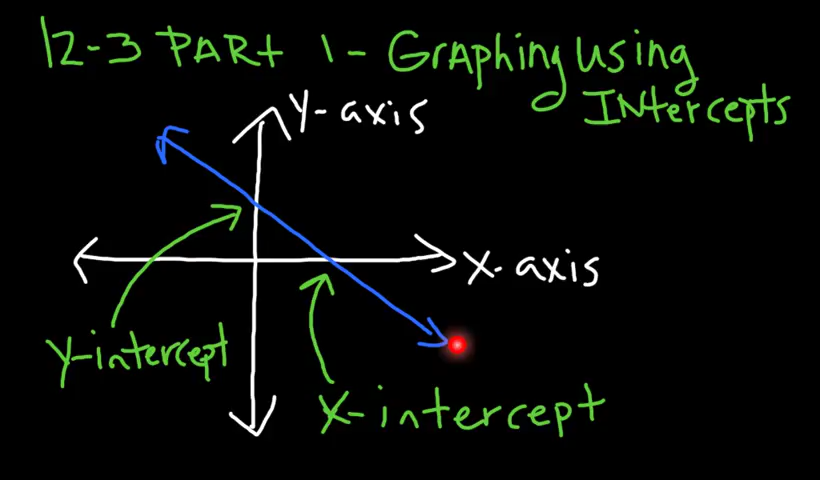 12-3 PART 1 - Graphing using
INtercepts
Y-axis
X-axis
Y-intercept
X-intercept